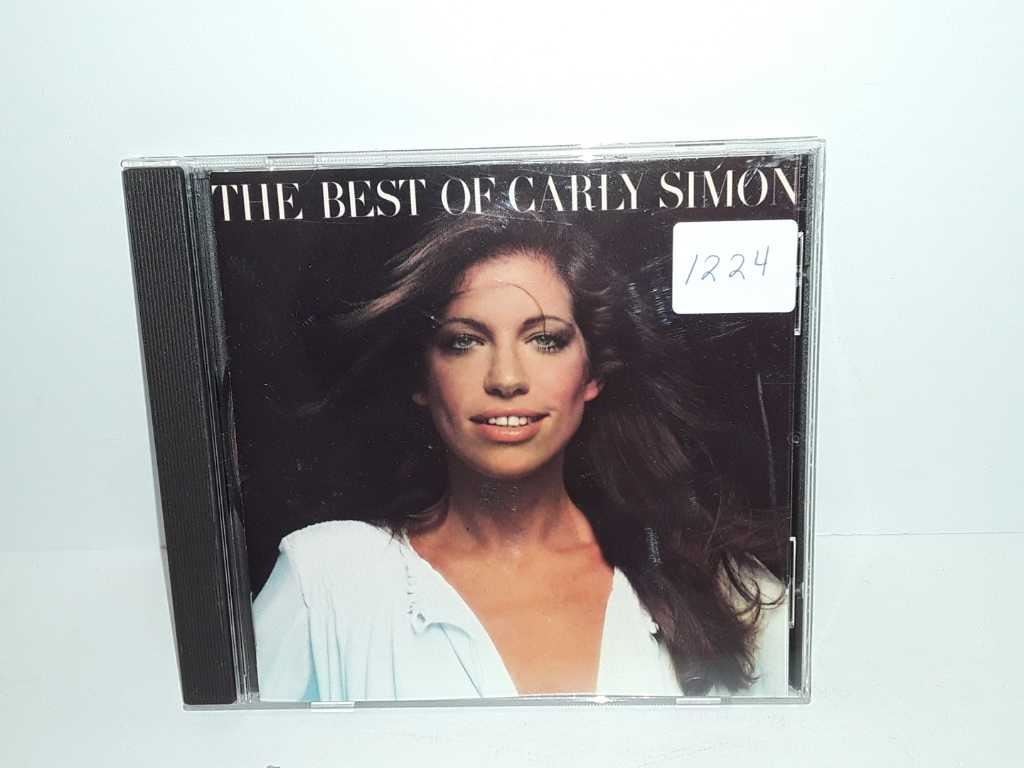 THE BEST OF CARLY SIMON
1224